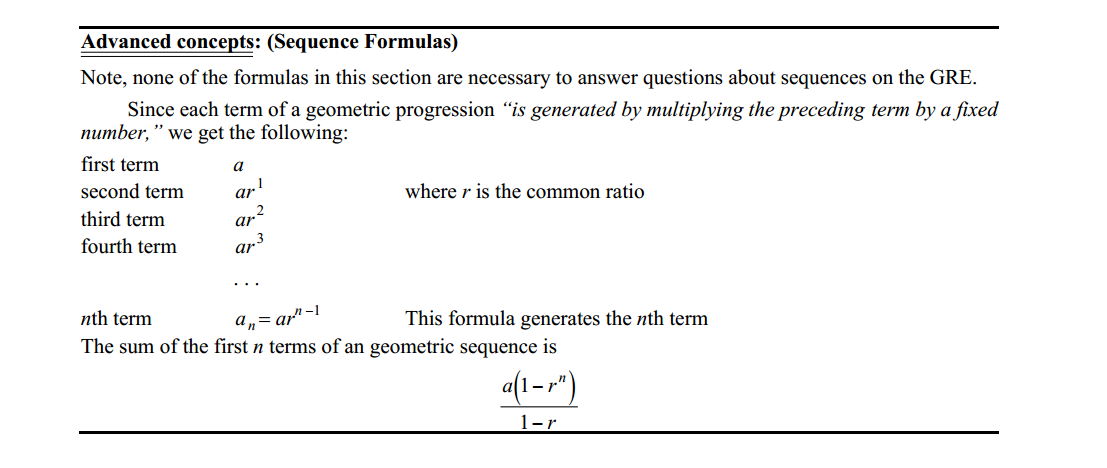 Advanced concepts: (Sequence Formulas)
Note, none of the formulas in this section are necessary to answer questions about sequences on the GRE.
Since each term of a geometric progression “is generated by multiplying the preceding term by a fixed
number,” we get the following:
first term a
second term ar^1 where r is the common ratio
third term ar^2
fourth term ar^3
. . .
nth term a_n = ar^{n−1} This formula generates the nth term
The sum of the first n terms of an geometric sequence is
a(1 − r^n)
1 − r